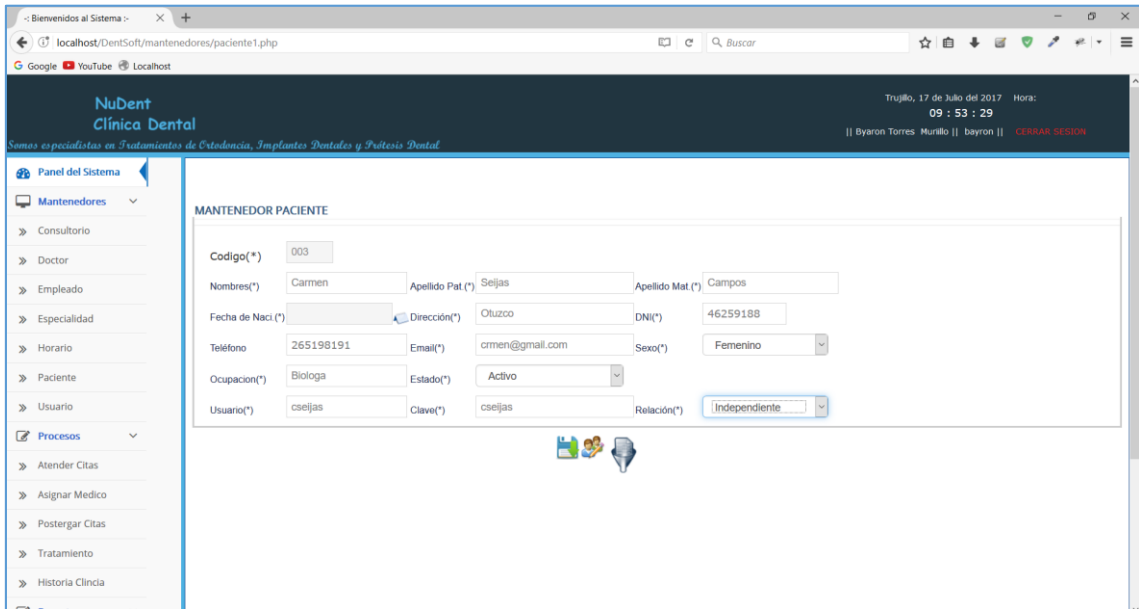 -: Bienvenidos al Sistema :-
localhost/DentSoft/mantenedores/paciente1.php
Buscar
Google YouTube Localhost
NuDent
Clínica Dental
Somos especialistas en Tratamientos de Ortodoncia, Implantes Dentales y Prótesis Dental
Trujillo, 17 de Julio del 2017 Hora:
09 : 53 : 29
|| Byaron Torres Murillo || bayron || CERRAR SESION
Panel del Sistema
Mantenedores
Consultorio
Doctor
Empleado
Especialidad
Horario
Paciente
Usuario
Procesos
Atender Citas
Asignar Medico
Postergar Citas
Tratamiento
Historia Clincia
MANTENEDOR PACIENTE
Codigo(*) 003
Nombres(*) Carmen Apellido Pat.(*) Seijas Apellido Mat.(*) Campos
Fecha de Naci.(*) Dirección(*) Otuzco DNI(*) 46259188
Teléfono 265198191 Email(*) crmen@gmail.com Sexo(*) Femenino
Ocupacion(*) Biologa Estado(*) Activo
Usuario(*) cseijas Clave(*) cseijas Relación(*) Independiente